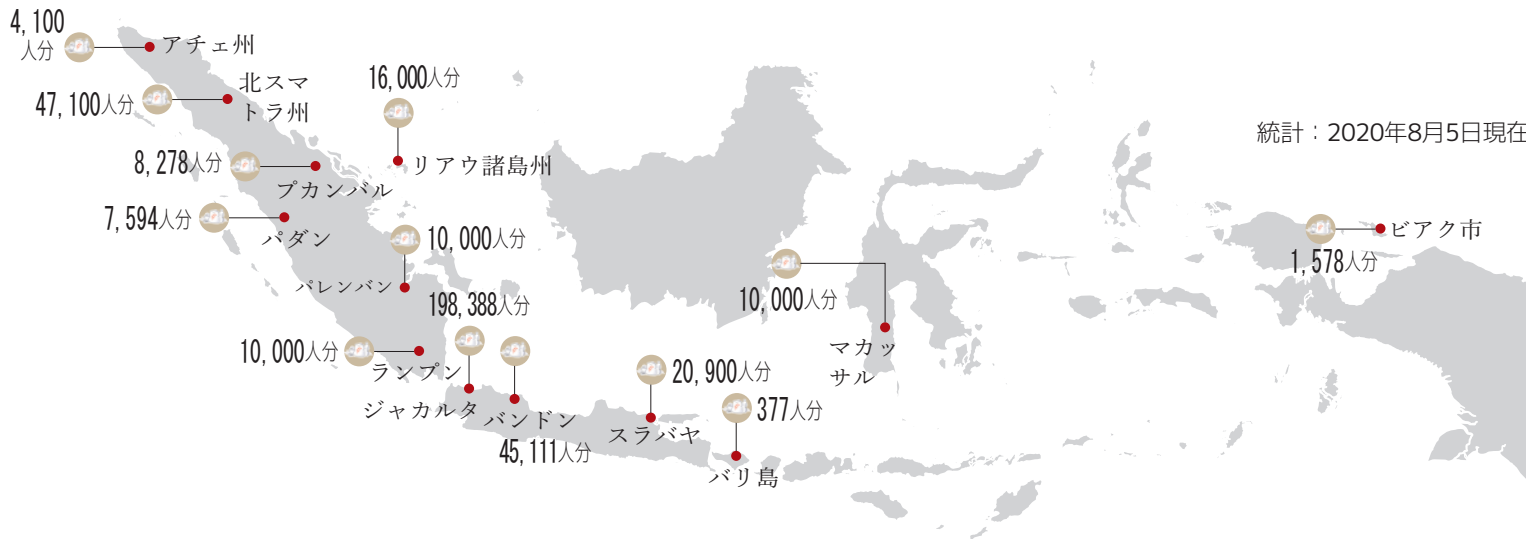 4,100
人分
アチェ州
北スマ
トラ州
47,100人分
16,000人分
統計：2020年8月5日現在
8,278人分
リアウ諸島州
プカンバル
7,594人分
パダン
10,000人分
ビアク市
1,578人分
パレンバン
198,388人分
10,000人分
マカッ
サル
10,000人分
ランプン
ジャカルタ
バンドン
45,111人分
20,900人分
スラバヤ
377人分
バリ島